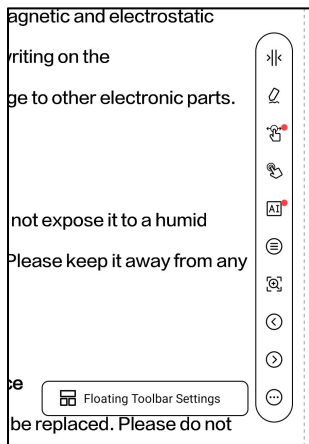 agnetic and electrostatic
writing on the
ge to other electronic parts.
AI
not expose it to a humid
Please keep it away from any
ce
Floating Toolbar Settings
be replaced. Please do not